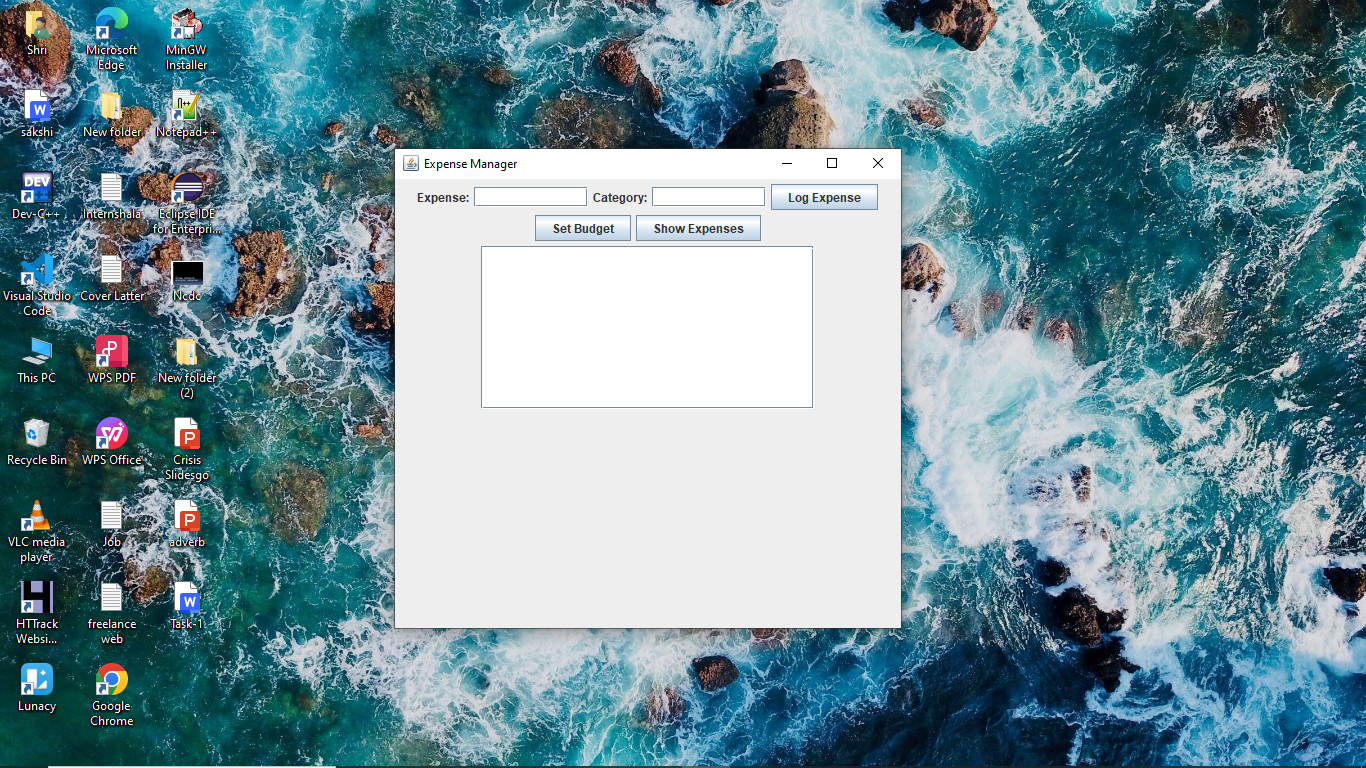 Shri
Microsoft
Edge
MinGW
Installer
sakshi
New folder
Notepad++
Dev-C++
Internshala
Eclipse IDE
for Enterpri...
Visual Studio
Code
Cover Latter
Ncdc
This PC
WPS PDF
New folder
(2)
Recycle Bin
WPS Office
Crisis
Slidesgo
VLC media
player
Job
adverb
HTTrack
Websi...
freelance
web
Task-1
Lunacy
Google
Chrome
Expense Manager
Expense: Category: Log Expense
Set Budget Show Expenses